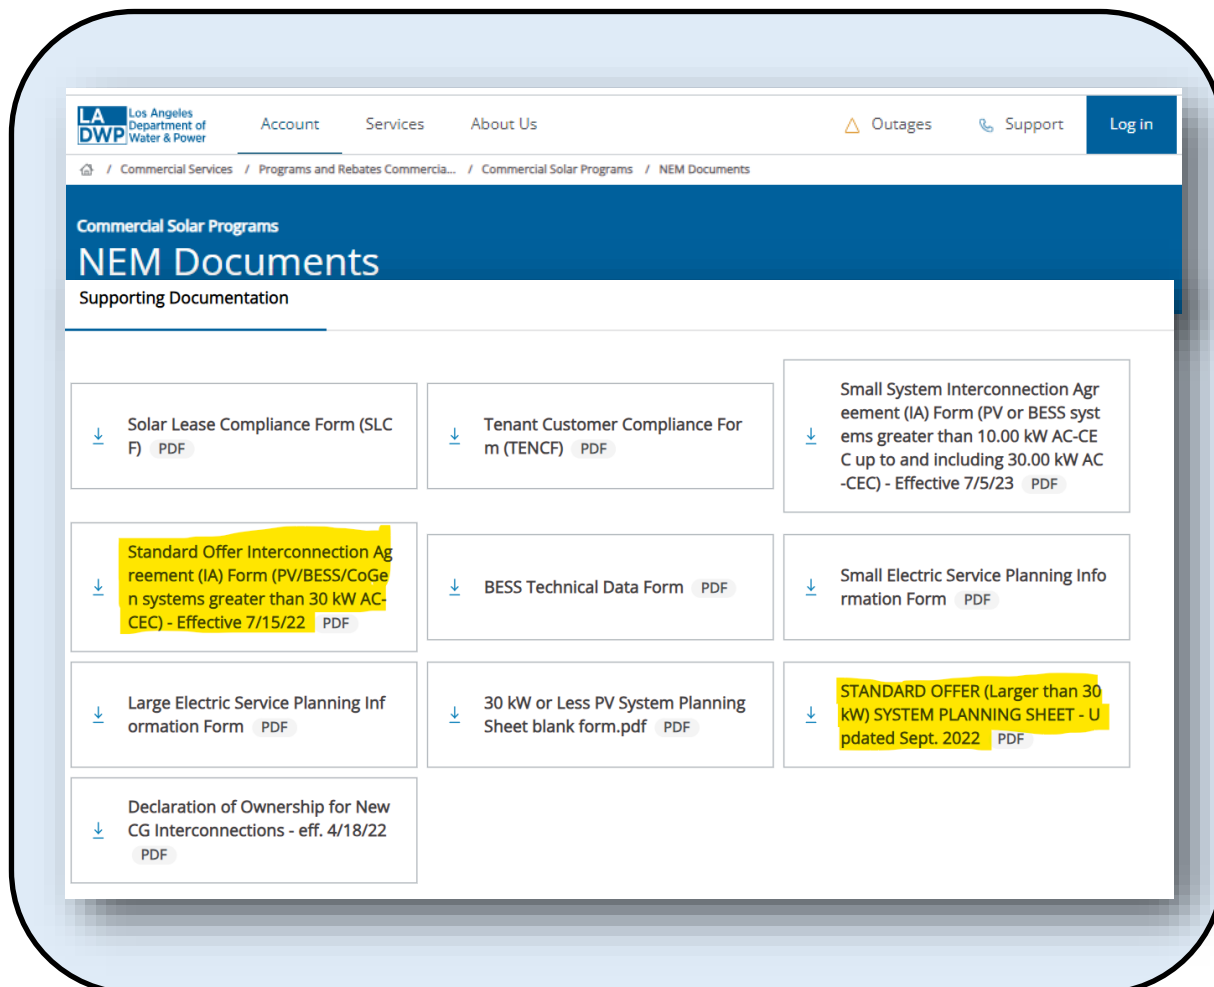 LA
DWP
Los Angeles
Department of
Water & Power
Account
Services
About Us
Outages
Support
Log in
/ Commercial Services / Programs and Rebates Commercia... / Commercial Solar Programs / NEM Documents
Commercial Solar Programs
NEM Documents
Supporting Documentation
Solar Lease Compliance Form (SLC
F) PDF
Tenant Customer Compliance For
m (TENCF) PDF
Small System Interconnection Agr
eement (IA) Form (PV or BESS syst
ems greater than 10.00 kW AC-CE
C up to and including 30.00 kW AC
-CEC) - Effective 7/5/23 PDF
Standard Offer Interconnection Ag
reement (IA) Form (PV/BESS/CoGe
n systems greater than 30 kW AC-
CEC) - Effective 7/15/22 PDF
BESS Technical Data Form PDF
Small Electric Service Planning Info
rmation Form PDF
Large Electric Service Planning Inf
ormation Form PDF
30 kW or Less PV System Planning
Sheet blank form.pdf PDF
STANDARD OFFER (Larger than 30
kW) SYSTEM PLANNING SHEET - U
pdated Sept. 2022 PDF
Declaration of Ownership for New
CG Interconnections - eff. 4/18/22
PDF